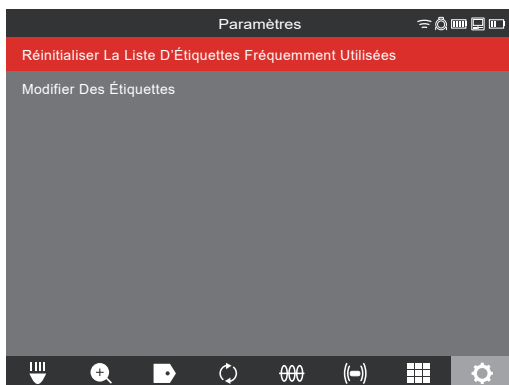 Paramètres
Réinitialiser La Liste D'Étiquettes Fréquemment Utilisées
Modifier Des Étiquettes